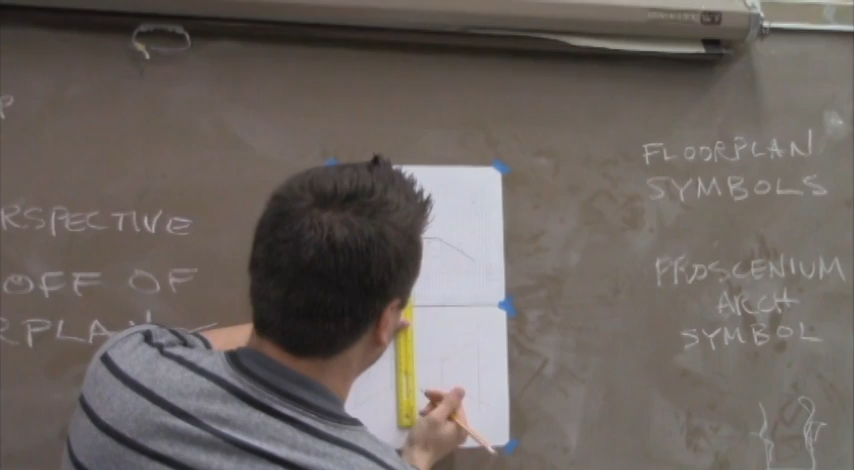 P
RSPECTIVE
OFF OF
RPLAN
FLOORPLAN
SYMBOLS
PROSCENIUM
ARCH
SYMBOL